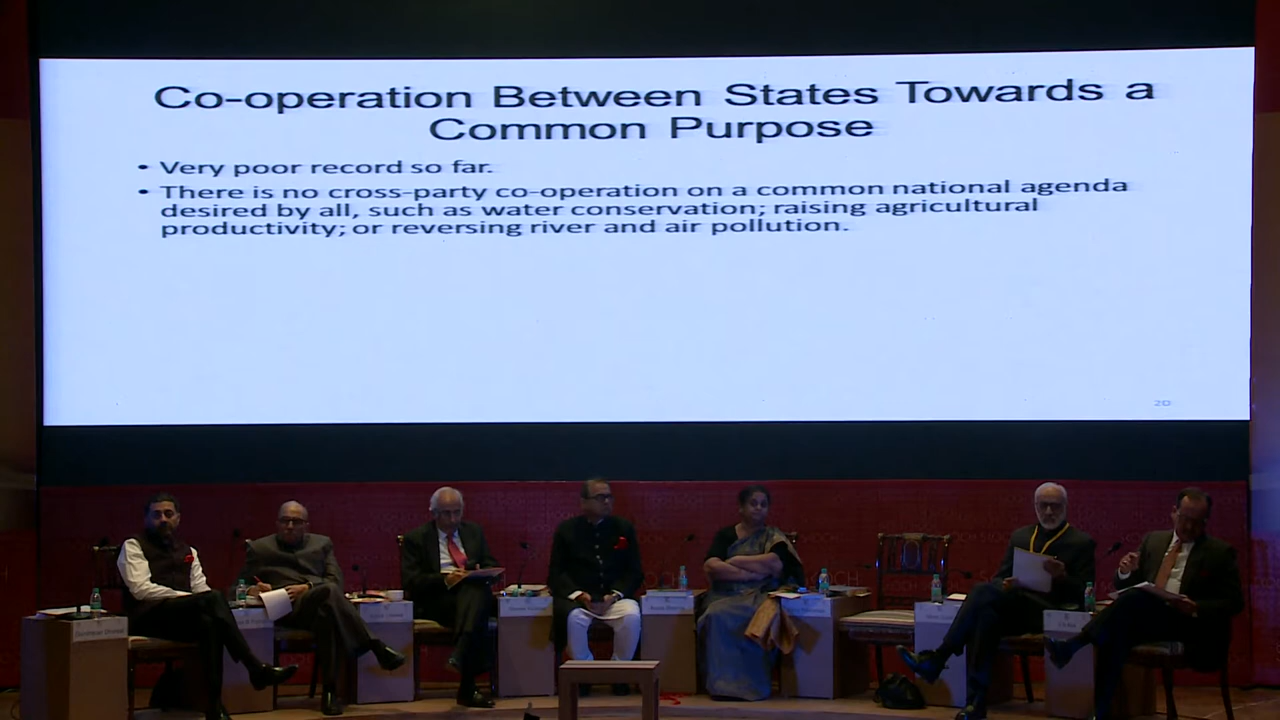 Co-operation Between States Towards a
Common Purpose
• Very poor record so far.
• There is no cross-party co-operation on a common national agenda
desired by all, such as water conservation; raising agricultural
productivity; or reversing river and air pollution.
20